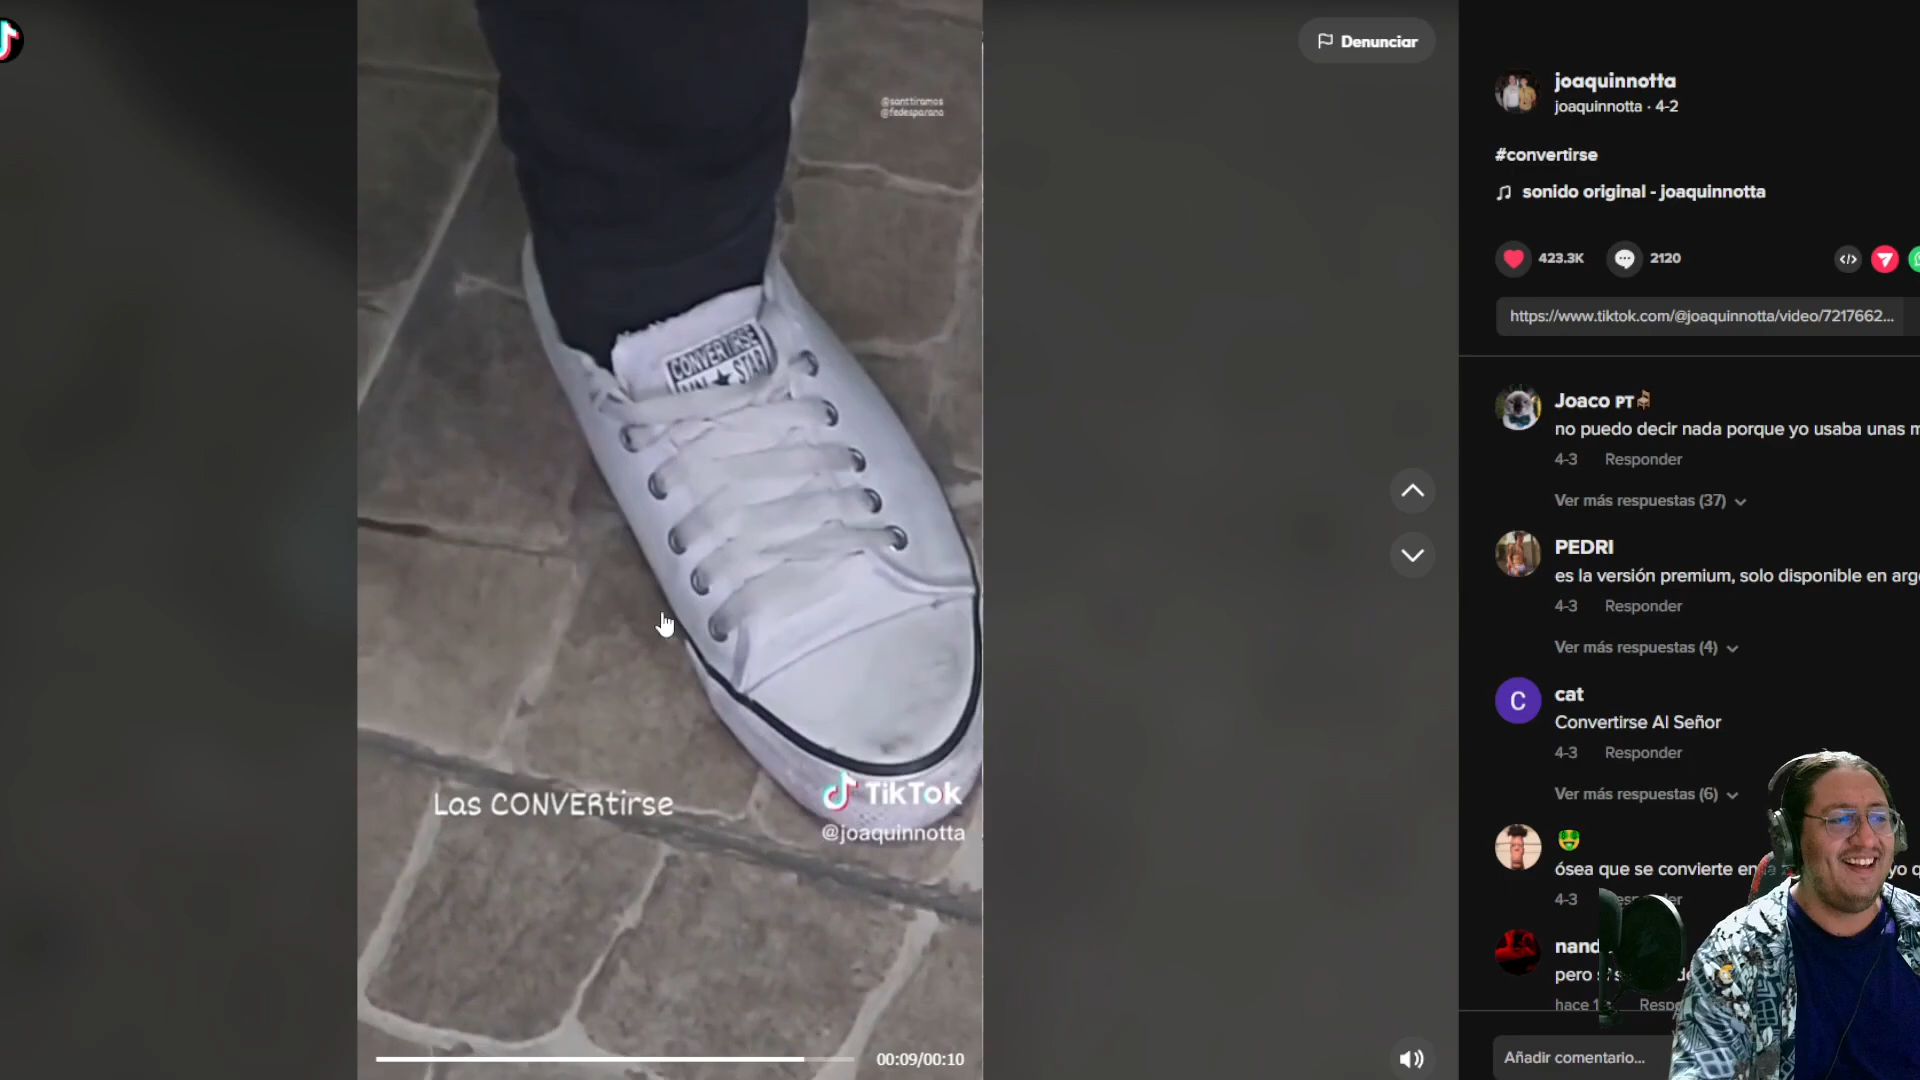 @santtiramos
@fedesparano
CONVERTIRSE
STAR
Las CONVERtirse
TikTok
@joaquinnotta
00:09/00:10
Denunciar
joaquinnotta
joaquinnotta · 4-2
#convertirse
sonido original - joaquinnotta
423.3K
2120
https://www.tiktok.com/@joaquinnotta/video/7217662...
Joaco PT
no puedo decir nada porque yo usaba unas
4-3 Responder
Ver más respuestas (37)
PEDRI
es la versión premium, solo disponible en
4-3 Responder
Ver más respuestas (4)
C
cat
Convertirse Al Señor
4-3 Responder
Ver más respuestas (6)
ósea que se convierte
4-3
pero
hace
Añadir comentario...